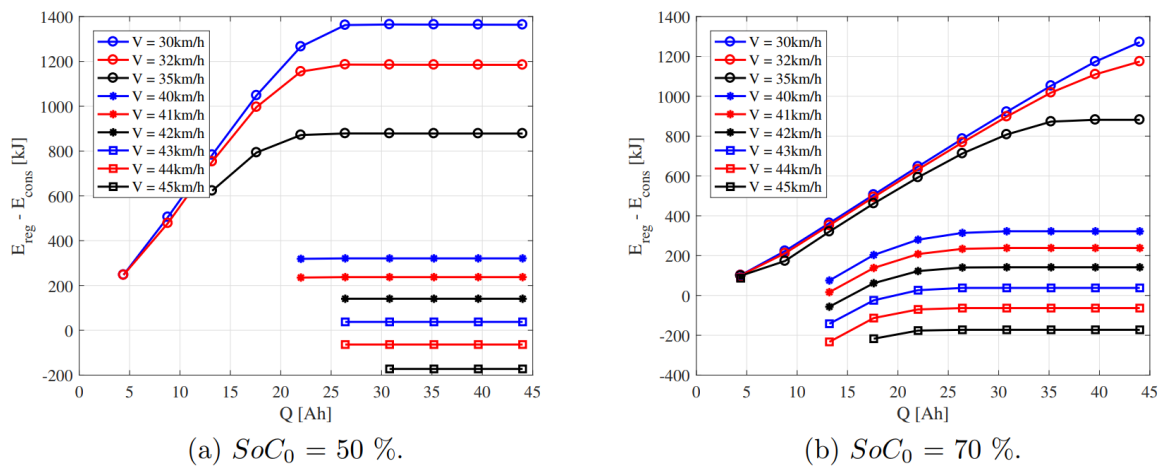 1400
1200
1000
800
600
400
200
0
-200
E_reg - E_cons [kJ]
V = 30km/h
V = 32km/h
V = 35km/h
V = 40km/h
V = 41km/h
V = 42km/h
V = 43km/h
V = 44km/h
V = 45km/h
0 5 10 15 20 25 30 35 40 45
Q [Ah]
(a) SoC_0 = 50 %.
1400
1200
1000
800
600
400
200
0
-200
-400
E_reg - E_cons [kJ]
V = 30km/h
V = 32km/h
V = 35km/h
V = 40km/h
V = 41km/h
V = 42km/h
V = 43km/h
V = 44km/h
V = 45km/h
0 5 10 15 20 25 30 35 40 45
Q [Ah]
(b) SoC_0 = 70 %.